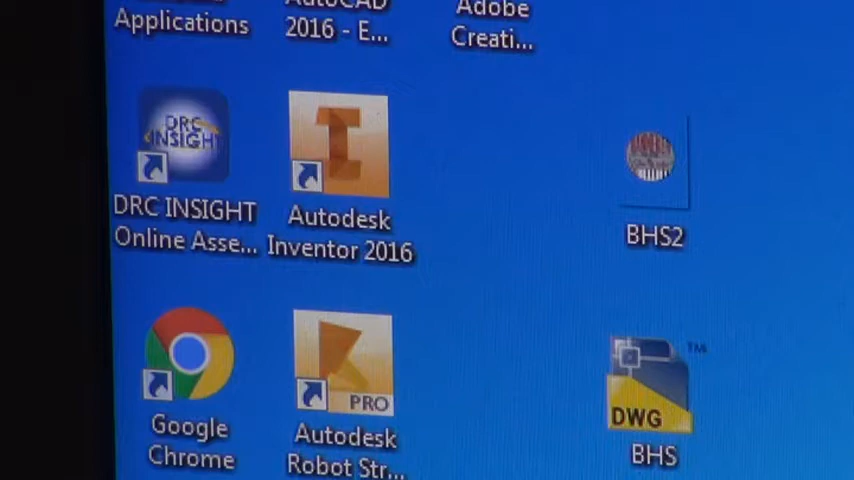 Applications
AutoCAD
2016 - E...
Adobe
Creati...
DRC
INSIGHT
DRC INSIGHT
Online Asse...
Autodesk
Inventor 2016
BHS2
Google
Chrome
PRO
Autodesk
Robot Str...
TM
DWG
BHS